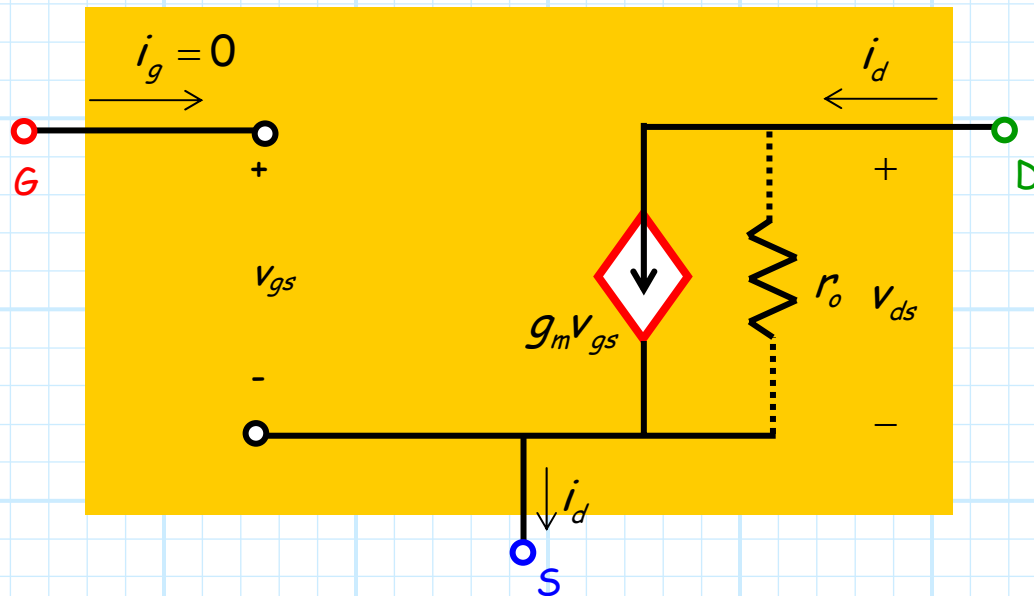 i_g = 0
i_d
G
+
+
D
v_gs
r_o
v_ds
g_m v_gs
-
–
i_d
S